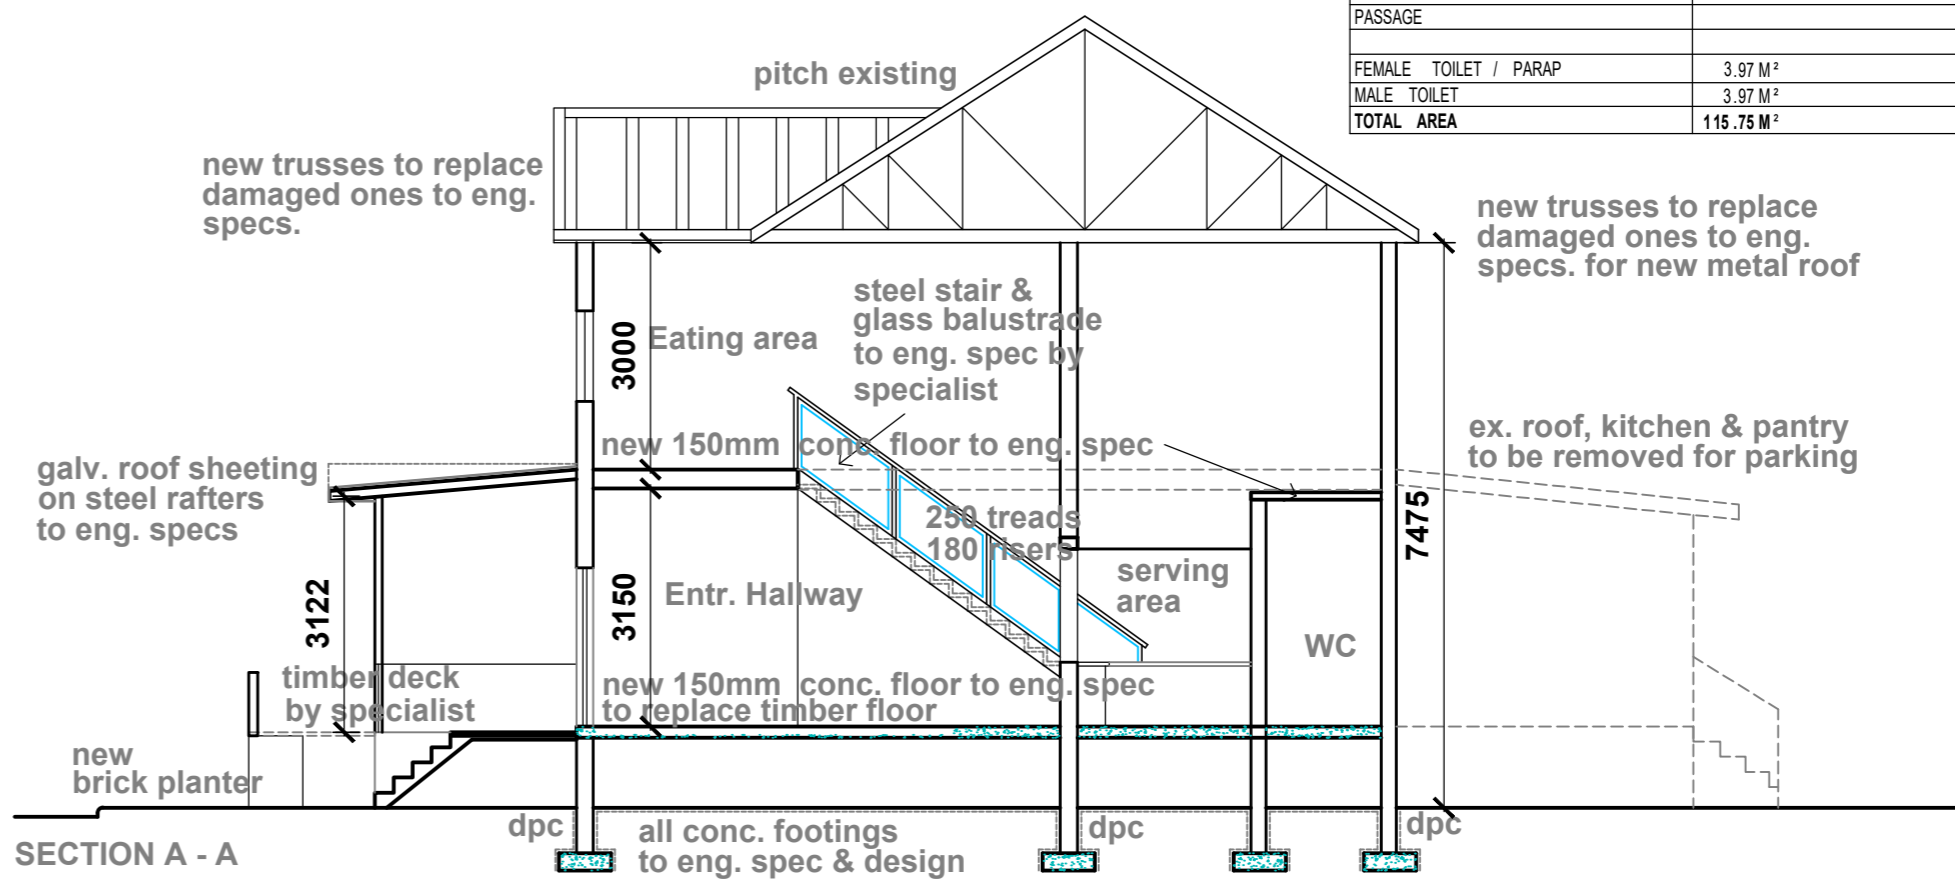 PASSAGE
FEMALE TOILET / PARAP 3.97 M²
MALE TOILET 3.97 M²
TOTAL AREA 115.75 M²
pitch existing
new trusses to replace
damaged ones to eng.
specs.
new trusses to replace
damaged ones to eng.
specs. for new metal roof
steel stair &
glass balustrade
to eng. spec by
specialist
3000
Eating area
new 150mm conc. floor to eng. spec
ex. roof, kitchen & pantry
to be removed for parking
galv. roof sheeting
on steel rafters
to eng. specs
250 treads
180 risers
7475
3122
3150
Entr. Hallway
serving
area
WC
timber deck
by specialist
new 150mm conc. floor to eng. spec
to replace timber floor
new
brick planter
dpc
all conc. footings
to eng. spec & design
dpc
dpc
SECTION A - A